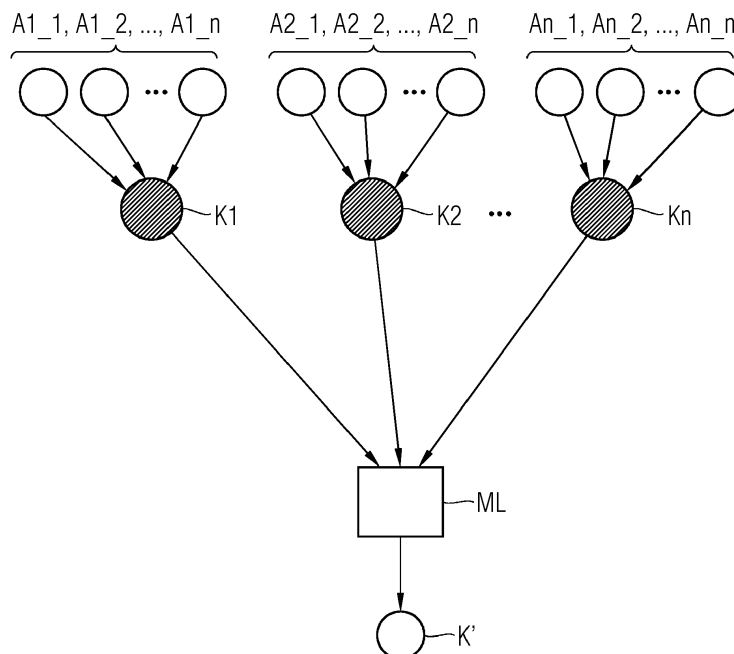 A1_1, A1_2, ..., A1_n A2_1, A2_2, ..., A2_n An_1, An_2, ..., An_n
... ... ...
K1 K2 ... Kn
ML
K'